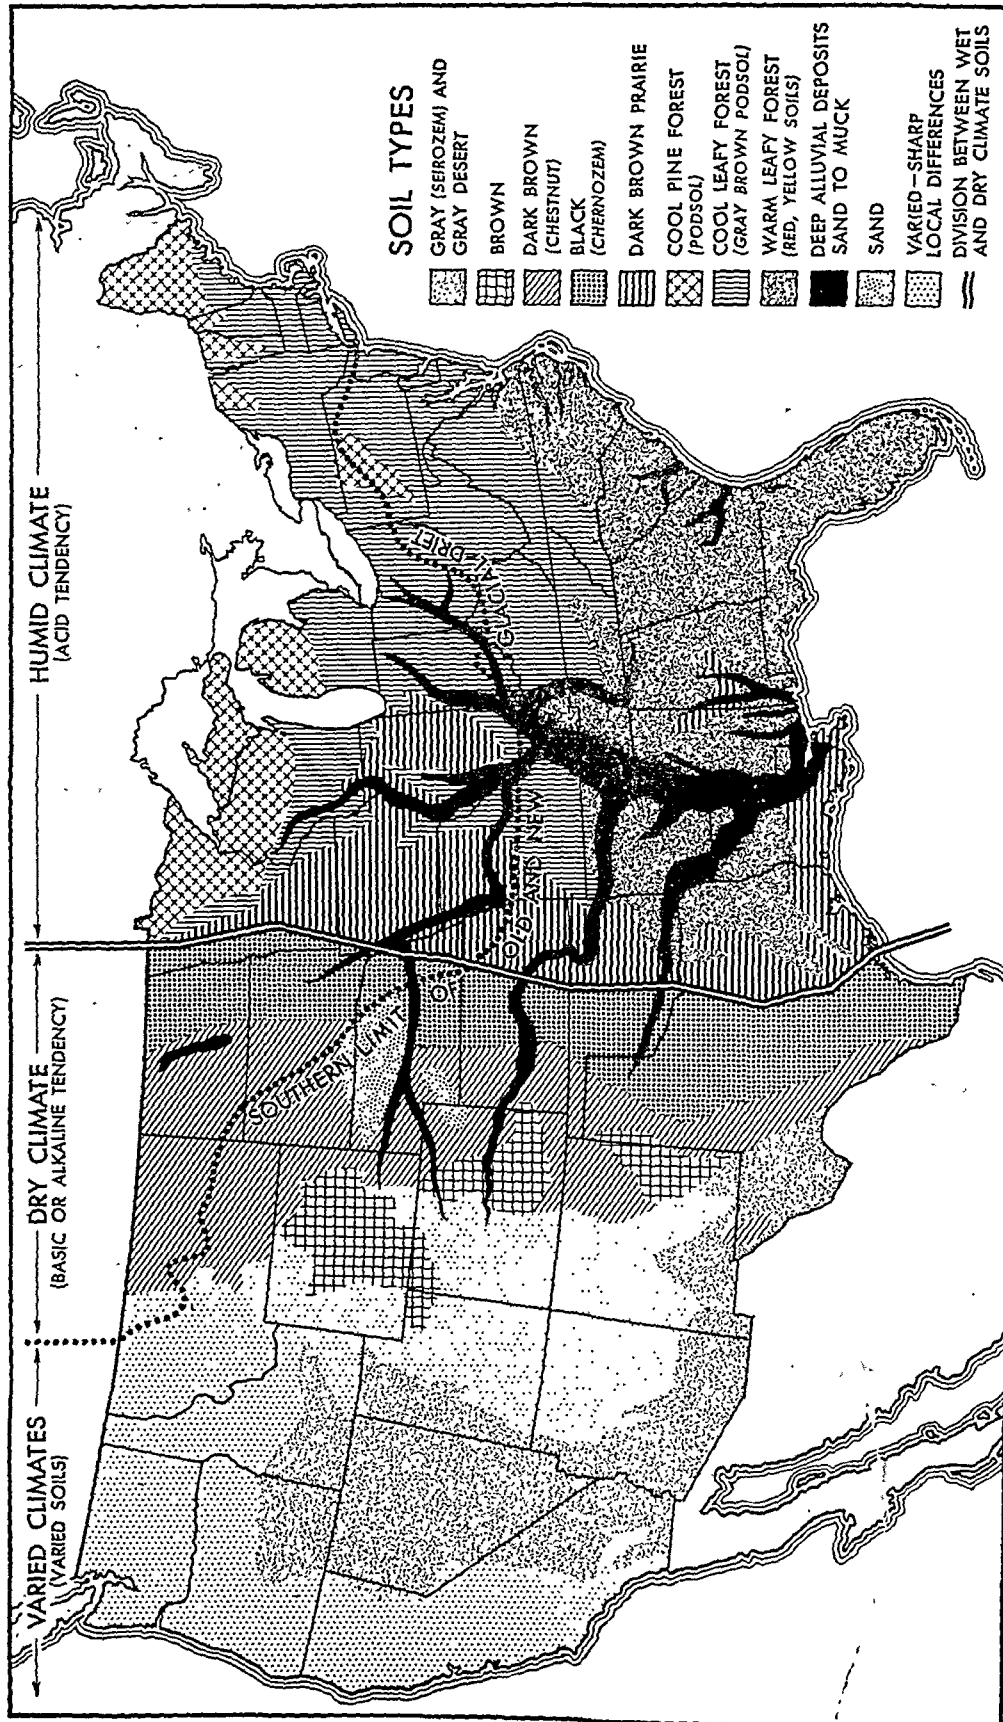 VARIED CLIMATES
(VARIED SOILS)
DRY CLIMATE
(BASIC OR ALKALINE TENDENCY)
HUMID CLIMATE
(ACID TENDENCY)
SOUTHERN LIMIT OF OLD AND NEW GLACIAL DRIFT
SOIL TYPES
GRAY (SEIROZEM) AND
GRAY DESERT
BROWN
DARK BROWN
(CHESTNUT)
BLACK
(CHERNOZEM)
DARK BROWN PRAIRIE
COOL PINE FOREST
(PODSOL)
COOL LEAFY FOREST
(GRAY BROWN PODSOL)
WARM LEAFY FOREST
(RED, YELLOW SOILS)
DEEP ALLUVIAL DEPOSITS
SAND TO MUCK
SAND
VARIED—SHARP
LOCAL DIFFERENCES
DIVISION BETWEEN WET
AND DRY CLIMATE SOILS